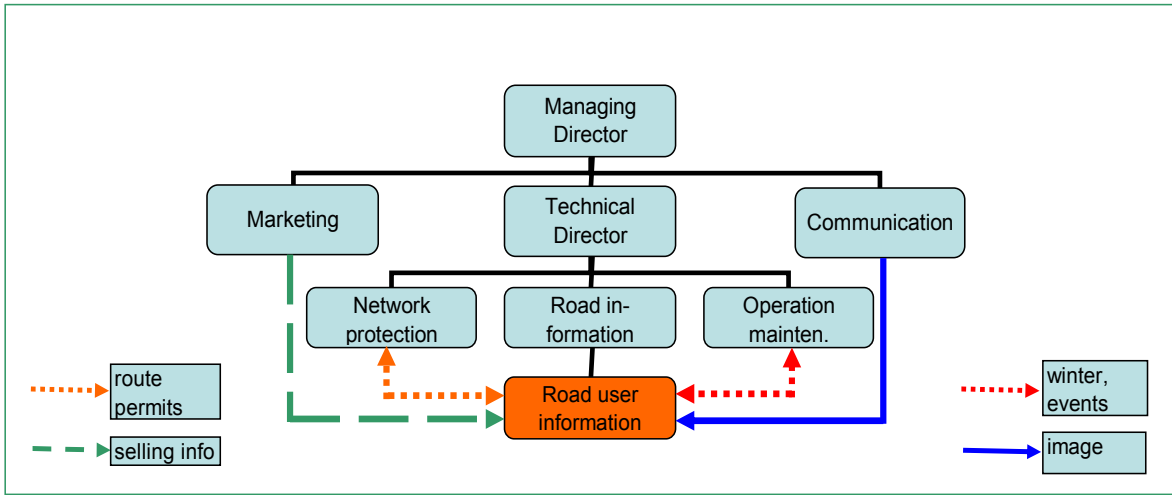 Managing
Director
Marketing
Technical
Director
Communication
Network
protection
Road in-
formation
Operation
mainten.
route
permits
winter,
events
Road user
information
selling info
image